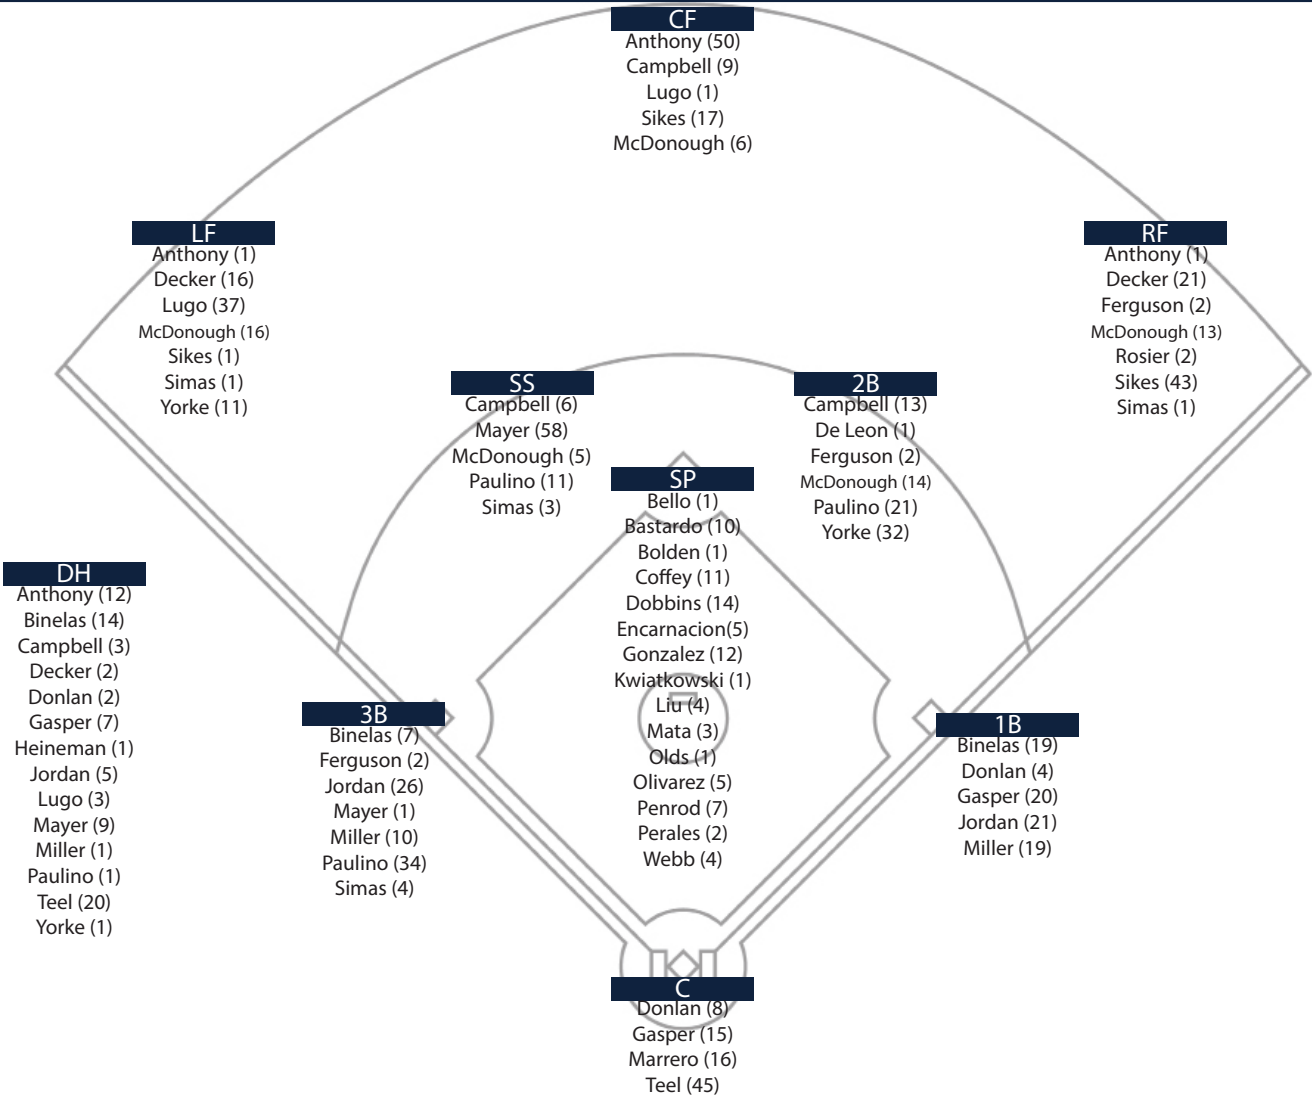 CF
Anthony (50)
Campbell (9)
Lugo (1)
Sikes (17)
McDonough (6)
LF
Anthony (1)
Decker (16)
Lugo (37)
McDonough (16)
Sikes (1)
Simas (1)
Yorke (11)
RF
Anthony (1)
Decker (21)
Ferguson (2)
McDonough (13)
Rosier (2)
Sikes (43)
Simas (1)
SS
Campbell (6)
Mayer (58)
McDonough (5)
Paulino (11)
Simas (3)
2B
Campbell (13)
De Leon (1)
Ferguson (2)
McDonough (14)
Paulino (21)
Yorke (32)
SP
Bello (1)
Bastardo (10)
Bolden (1)
Coffey (11)
Dobbins (14)
Encarnacion(5)
Gonzalez (12)
Kwiatkowski (1)
Liu (4)
Mata (3)
Olds (1)
Olivarez (5)
Penrod (7)
Perales (2)
Webb (4)
DH
Anthony (12)
Binelas (14)
Campbell (3)
Decker (2)
Donlan (2)
Gasper (7)
Heineman (1)
Jordan (5)
Lugo (3)
Mayer (9)
Miller (1)
Paulino (1)
Teel (20)
Yorke (1)
3B
Binelas (7)
Ferguson (2)
Jordan (26)
Mayer (1)
Miller (10)
Paulino (34)
Simas (4)
1B
Binelas (19)
Donlan (4)
Gasper (20)
Jordan (21)
Miller (19)
C
Donlan (8)
Gasper (15)
Marrero (16)
Teel (45)